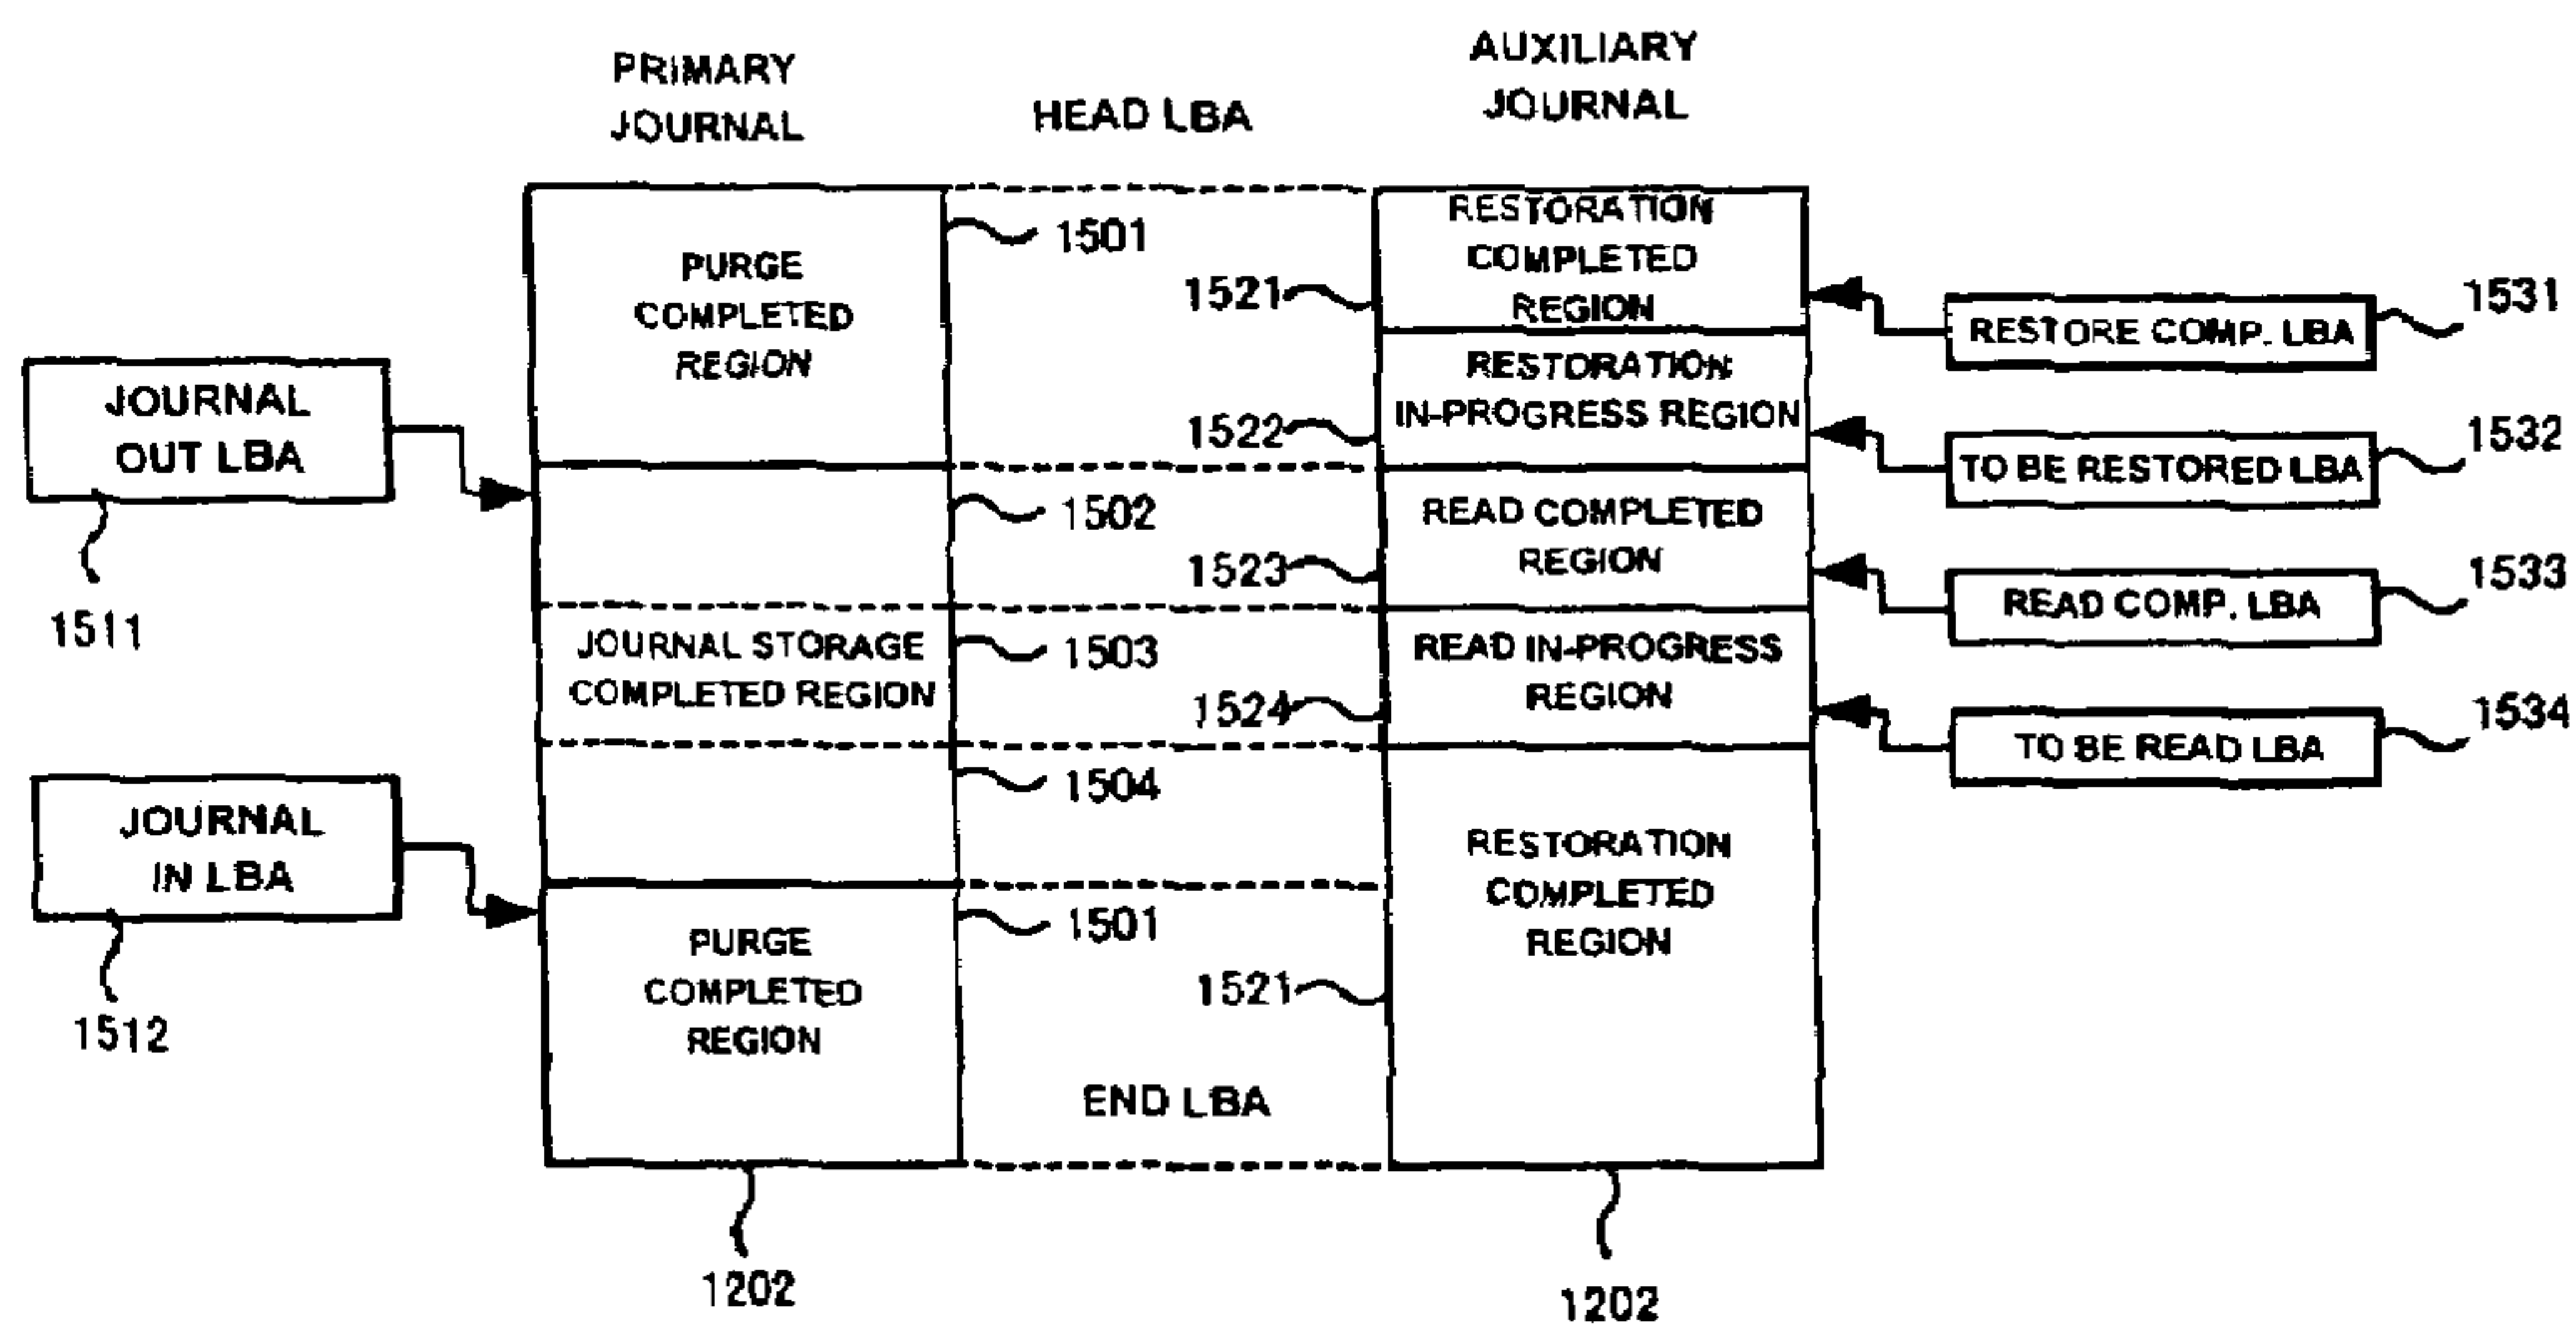 PRIMARY
JOURNAL
HEAD LBA
AUXILIARY
JOURNAL
JOURNAL
OUT LBA
1511
JOURNAL
IN LBA
1512
PURGE
COMPLETED
REGION
1501
1502
JOURNAL STORAGE
COMPLETED REGION
1503
1504
PURGE
COMPLETED
REGION
1501
1202
END LBA
RESTORATION
COMPLETED
REGION
1521
RESTORATION
IN-PROGRESS REGION
1522
READ COMPLETED
REGION
1523
READ IN-PROGRESS
REGION
1524
RESTORATION
COMPLETED
REGION
1521
1202
RESTORE COMP. LBA
1531
TO BE RESTORED LBA
1532
READ COMP. LBA
1533
TO BE READ LBA
1534